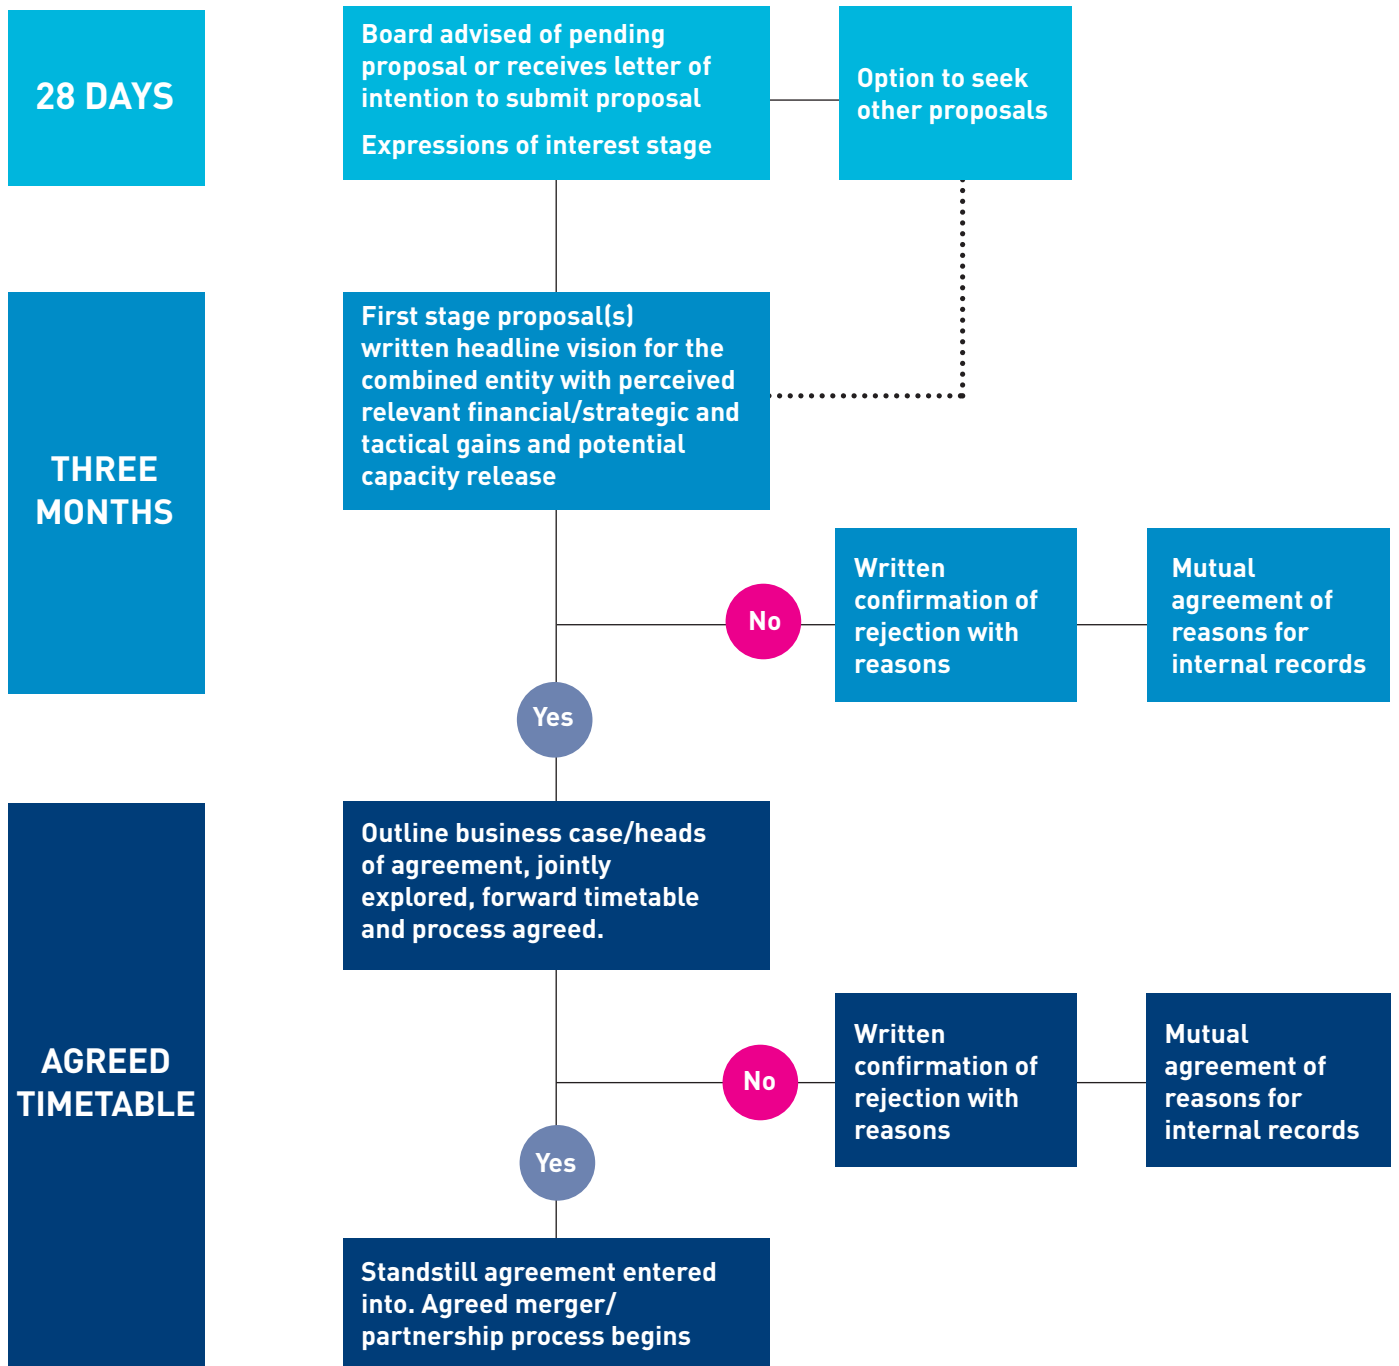 28 DAYS
Board advised of pending
proposal or receives letter of
intention to submit proposal
Expressions of interest stage
Option to seek
other proposals
THREE
MONTHS
First stage proposal(s)
written headline vision for the
combined entity with perceived
relevant financial/strategic and
tactical gains and potential
capacity release
No
Written
confirmation of
rejection with
reasons
Mutual
agreement of
reasons for
internal records
Yes
AGREED
TIMETABLE
Outline business case/heads
of agreement, jointly
explored, forward timetable
and process agreed.
No
Written
confirmation of
rejection with
reasons
Mutual
agreement of
reasons for
internal records
Yes
Standstill agreement entered
into. Agreed merger/
partnership process begins